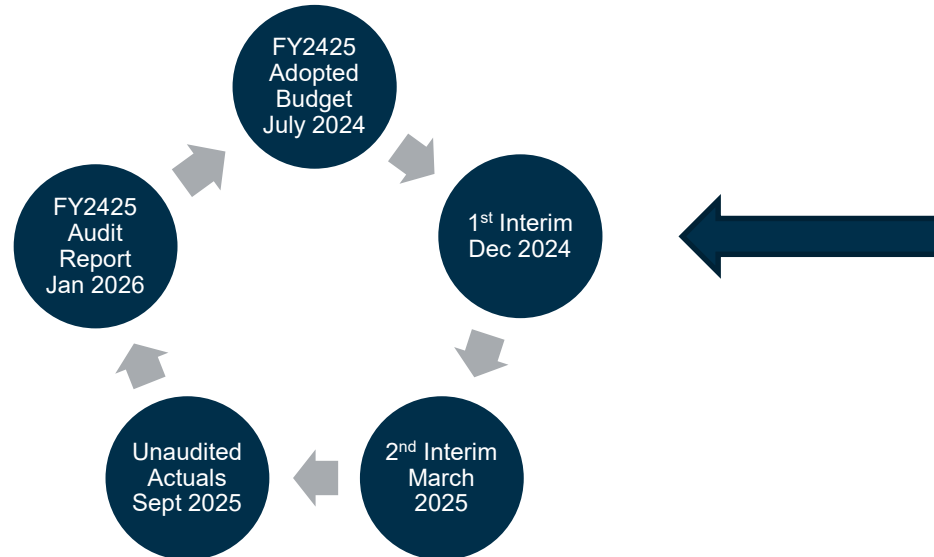 FY2425
Adopted
Budget
July 2024
1st Interim
Dec 2024
2nd Interim
March
2025
Unaudited
Actuals
Sept 2025
FY2425
Audit
Report
Jan 2026